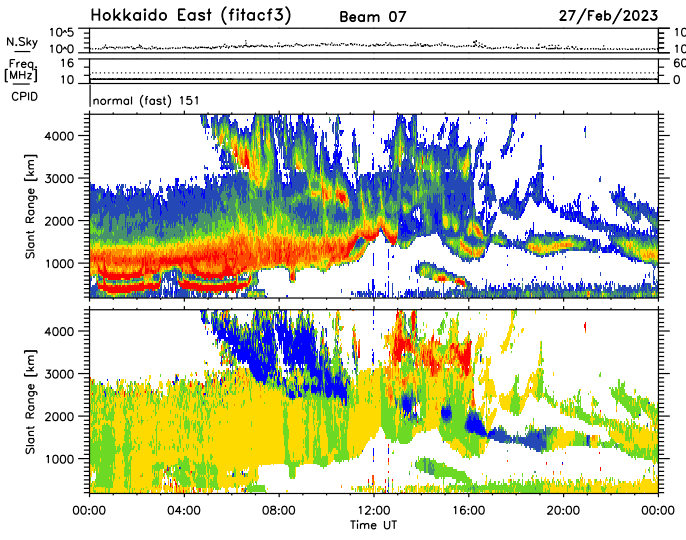 Hokkaido East (fitacf3) Beam 07 27/Feb/2023
N.Sky 10^5 10^0 10 10
Freq. [MHz] 16 10 60 0
CPID normal (fast) 151
Slant Range [km] 4000 3000 2000 1000
Slant Range [km] 4000 3000 2000 1000
00:00 04:00 08:00 12:00 16:00 20:00 00:00
Time UT